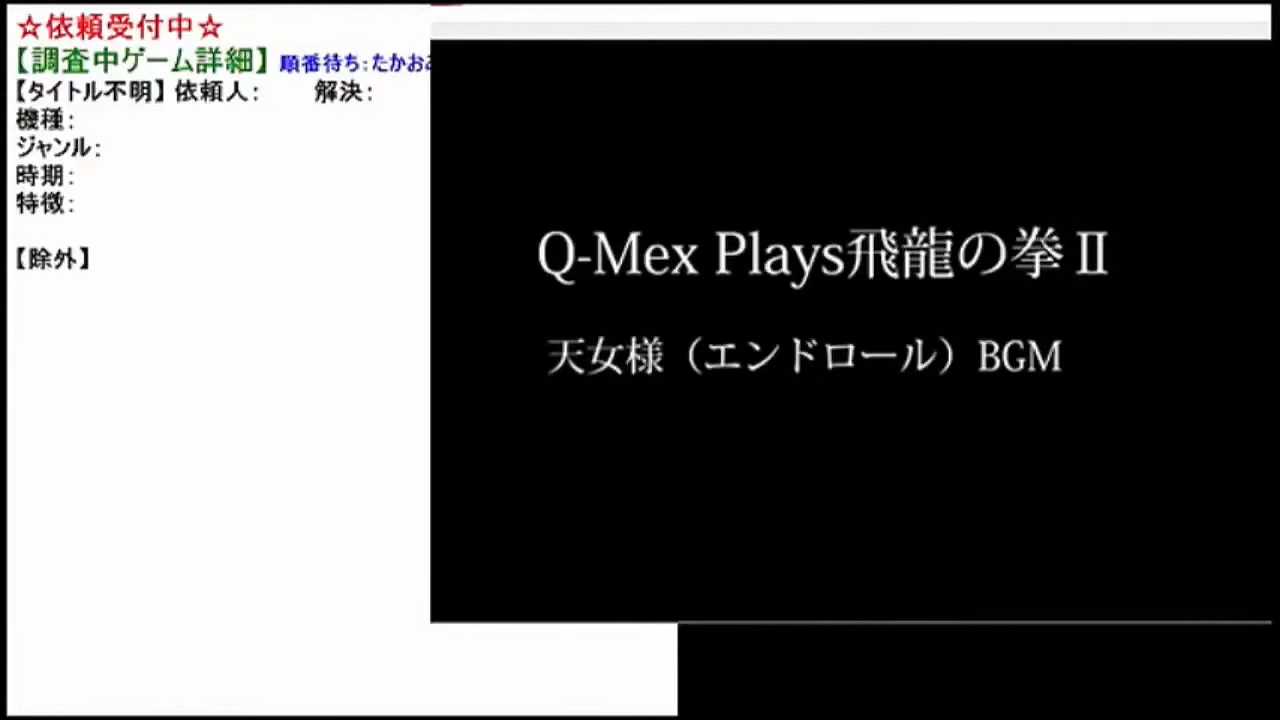 ☆依頼受付中☆
【調査中ゲーム詳細】 順番待ち:たかお
【タイトル不明】 依頼人: 解決:
機種:
ジャンル:
時期:
特徴:
【除外】
Q-Mex Plays飛龍の拳Ⅱ
天女様（エンドロール）BGM